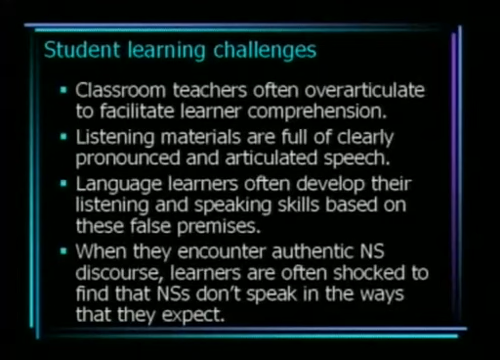 Student learning challenges
Classroom teachers often overarticulate
to facilitate learner comprehension.
Listening materials are full of clearly
pronounced and articulated speech.
Language learners often develop their
listening and speaking skills based on
these false premises.
When they encounter authentic NS
discourse, learners are often shocked to
find that NSs don't speak in the ways
that they expect.